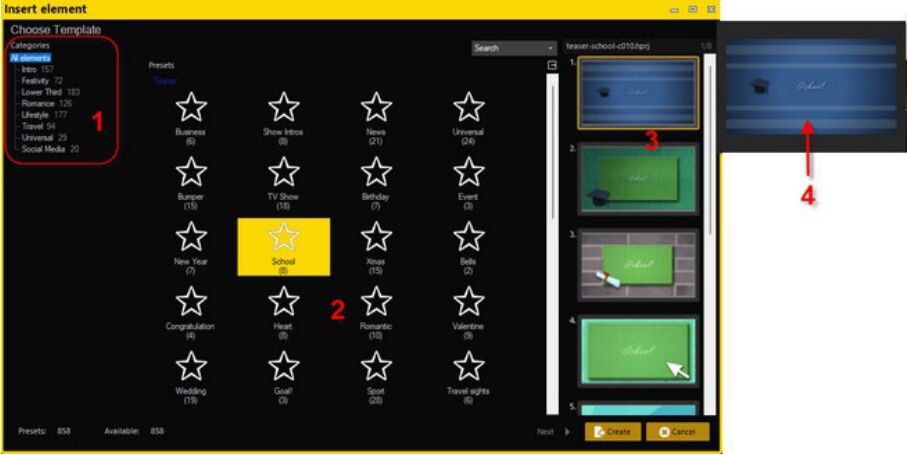 Insert element
Choose Template
Categories
All elements
Intro 157
Festivity 72
Lower Third 183
Romance 126
Lifestyle 177
Travel 94
Universal 29
Social Media 20
1
Search
Presets
Teaser
Business
(6)
Show Intros
(8)
News
(21)
Universal
(24)
Bumper
(15)
TV Show
(18)
Birthday
(7)
Event
(3)
New Year
(7)
School
(8)
Xmas
(15)
Bells
(2)
2
Congratulation
(4)
Heart
(8)
Romantic
(10)
Valentine
(9)
Wedding
(19)
Goal!
(3)
Sport
(28)
Travel sights
(6)
teaser-school-c010.hprj 1/8
1.
School
3
2.
School
3.
School
4.
School
5.
School
4
Presets: 858 Available: 858
Next
Create
Cancel